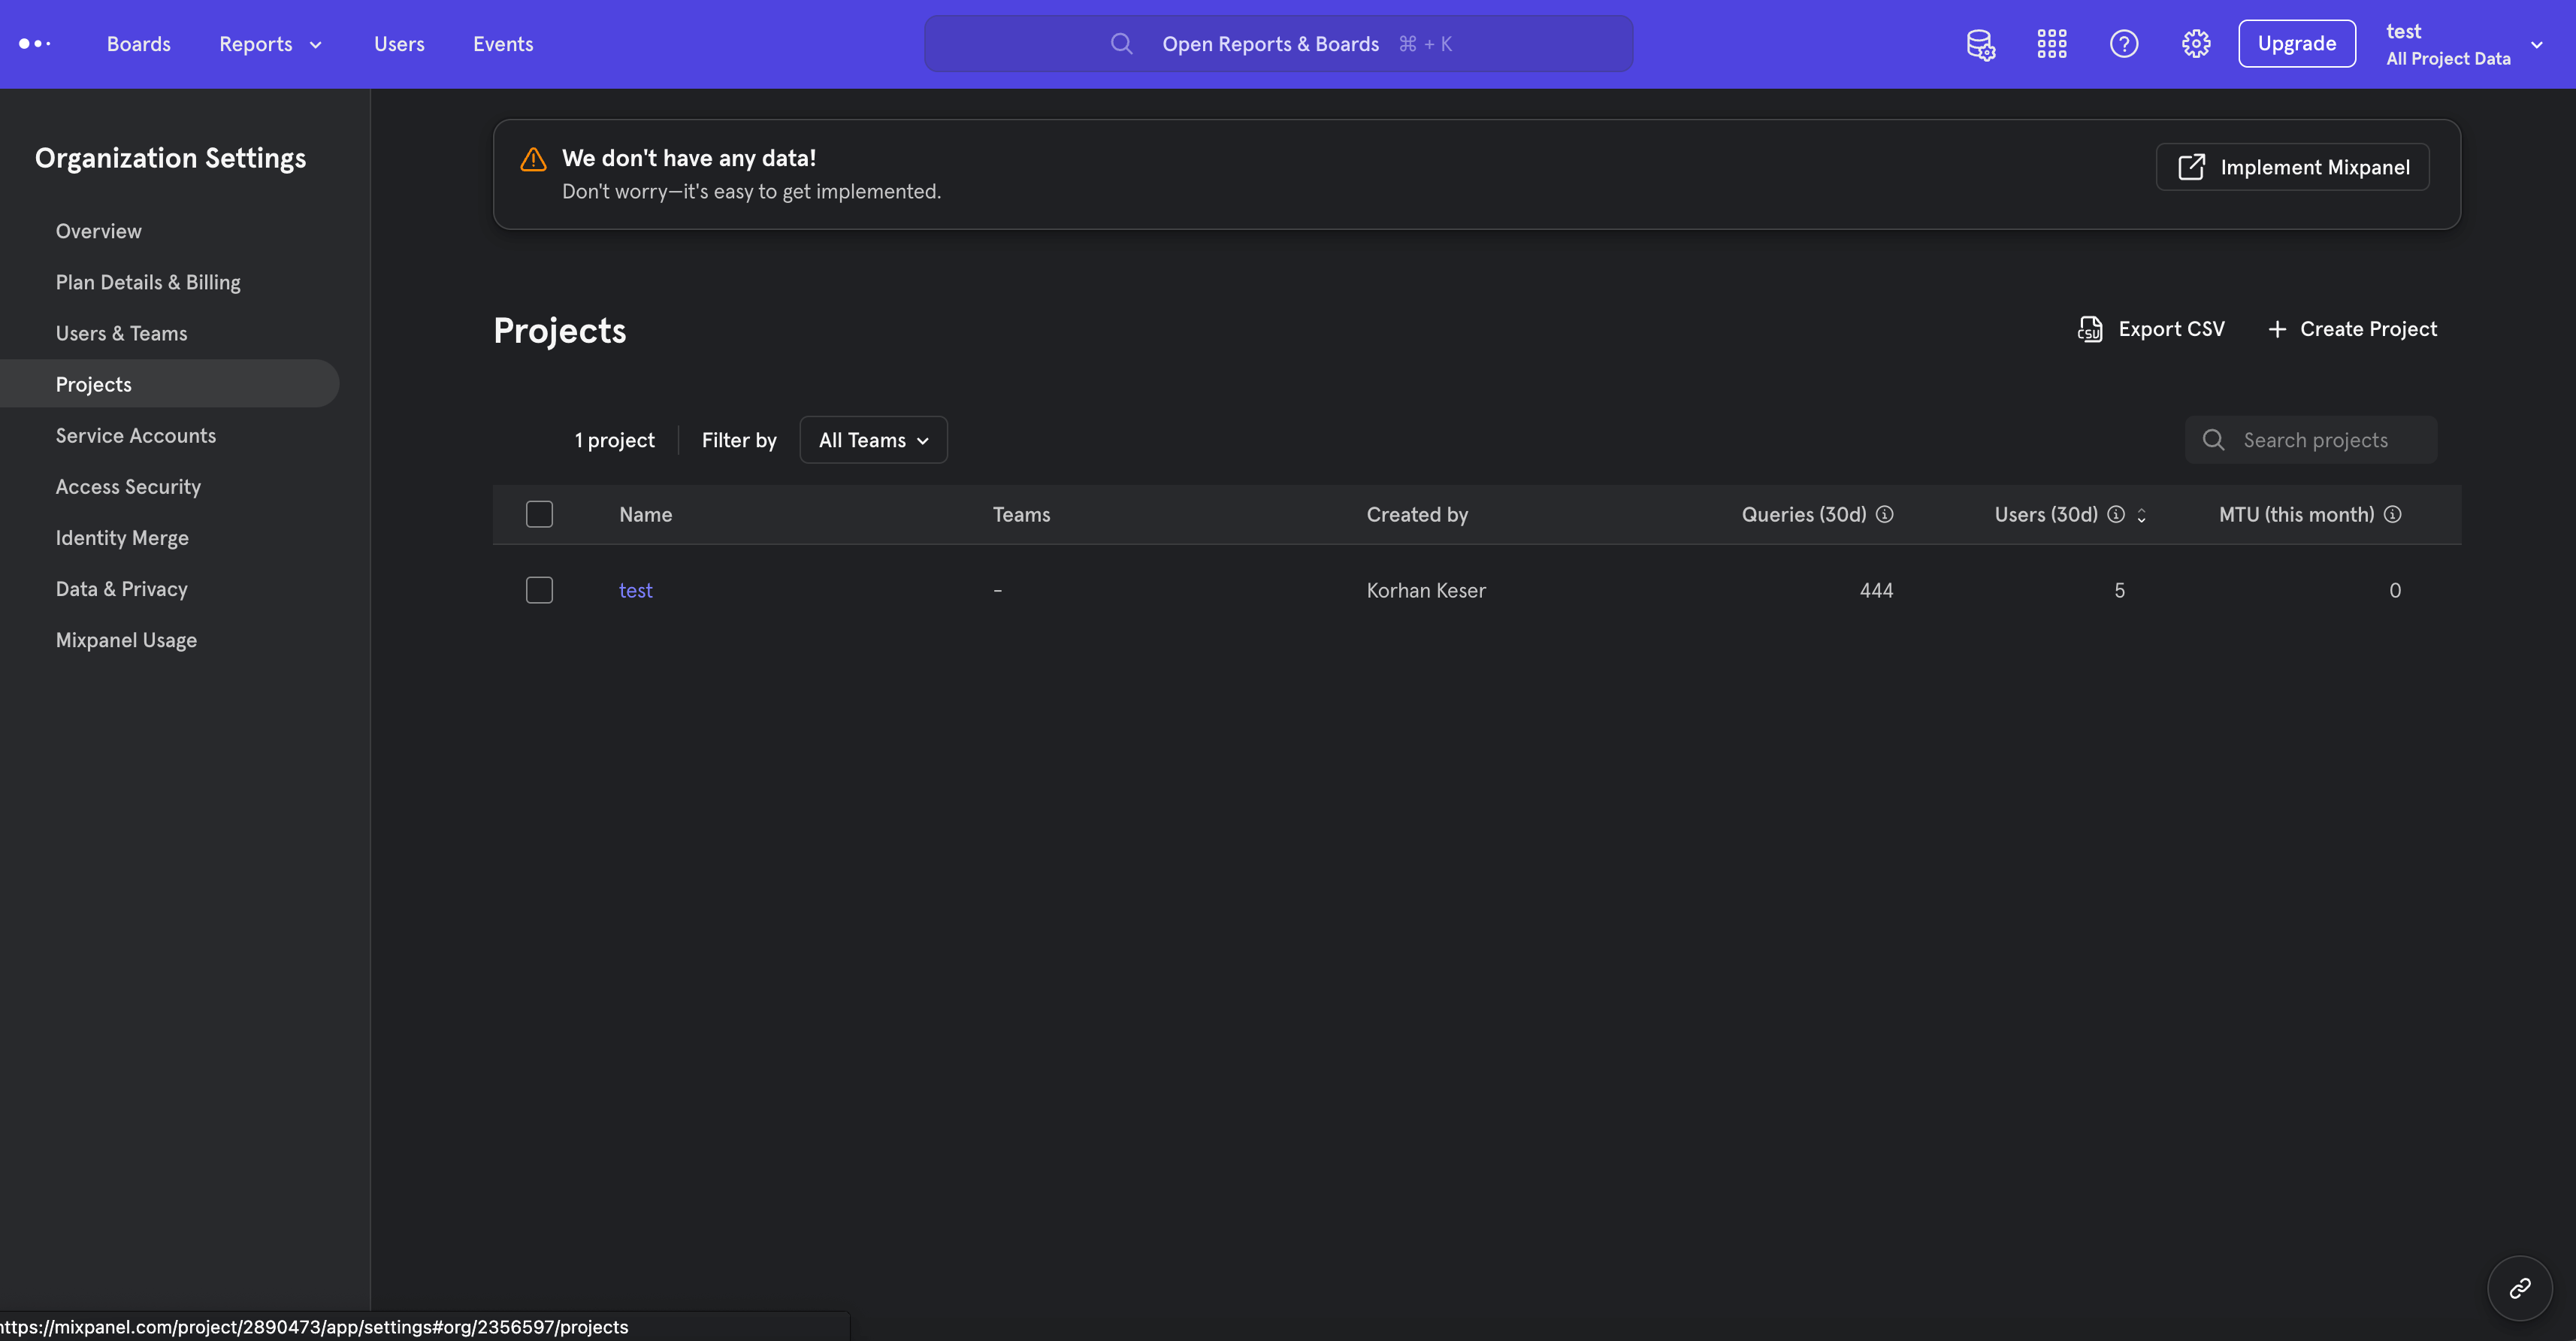 Boards Reports Users Events
Open Reports & Boards ⌘ + K
Upgrade
test
All Project Data
Organization Settings
Overview
Plan Details & Billing
Users & Teams
Projects
Service Accounts
Access Security
Identity Merge
Data & Privacy
Mixpanel Usage
We don't have any data!
Don't worry—it's easy to get implemented.
Implement Mixpanel
Projects
CSV Export CSV
+ Create Project
1 project Filter by All Teams
Search projects
Name Teams Created by Queries (30d) Users (30d) MTU (this month)
test - Korhan Keser 444 5 0
ttps://mixpanel.com/project/2890473/app/settings#org/2356597/projects